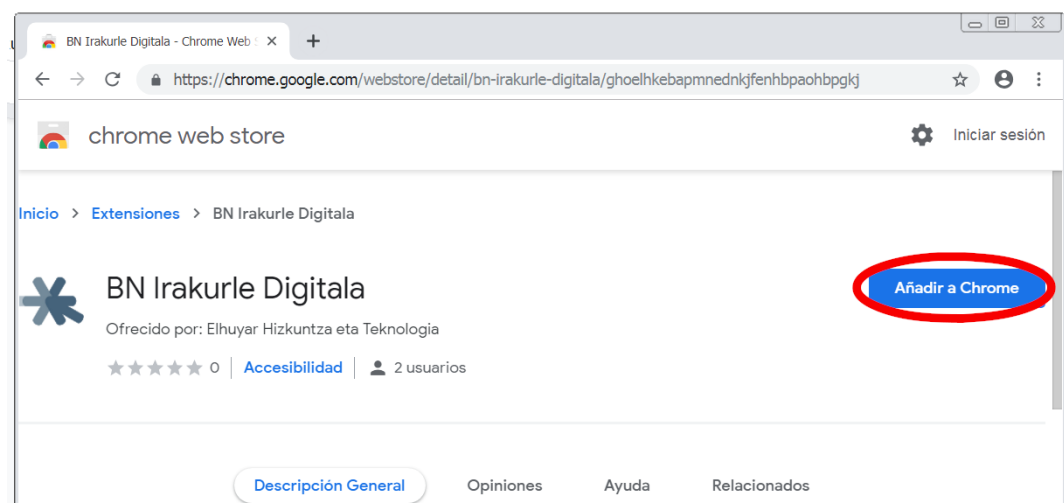 BN Irakurle Digitala - Chrome Web S
https://chrome.google.com/webstore/detail/bn-irakurle-digitala/ghoelhkebapmnednkjfenhbpaohbpgkj
chrome web store
Iniciar sesión
Inicio > Extensiones > BN Irakurle Digitala
BN Irakurle Digitala
Añadir a Chrome
Ofrecido por: Elhuyar Hizkuntza eta Teknologia
0 | Accesibilidad | 2 usuarios
Descripción General Opiniones Ayuda Relacionados